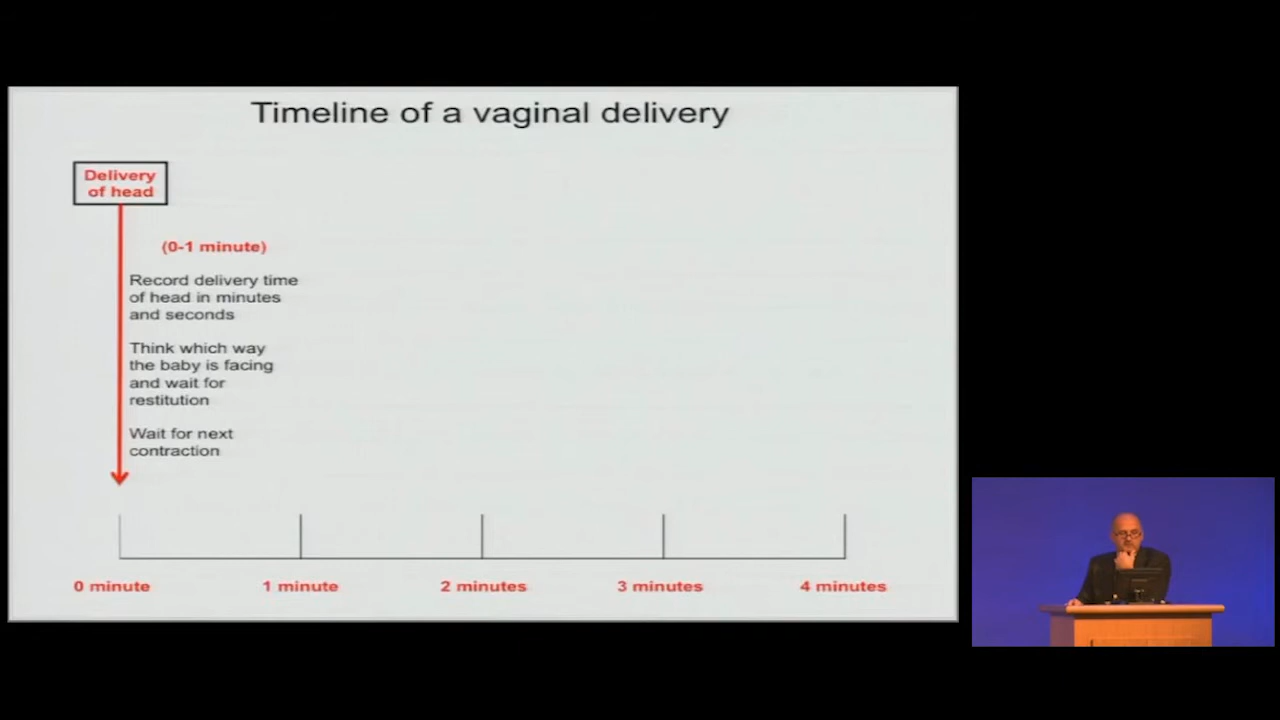 Timeline of a vaginal delivery
Delivery
of head
(0-1 minute)
Record delivery time
of head in minutes
and seconds
Think which way
the baby is facing
and wait for
restitution
Wait for next
contraction
0 minute 1 minute 2 minutes 3 minutes 4 minutes